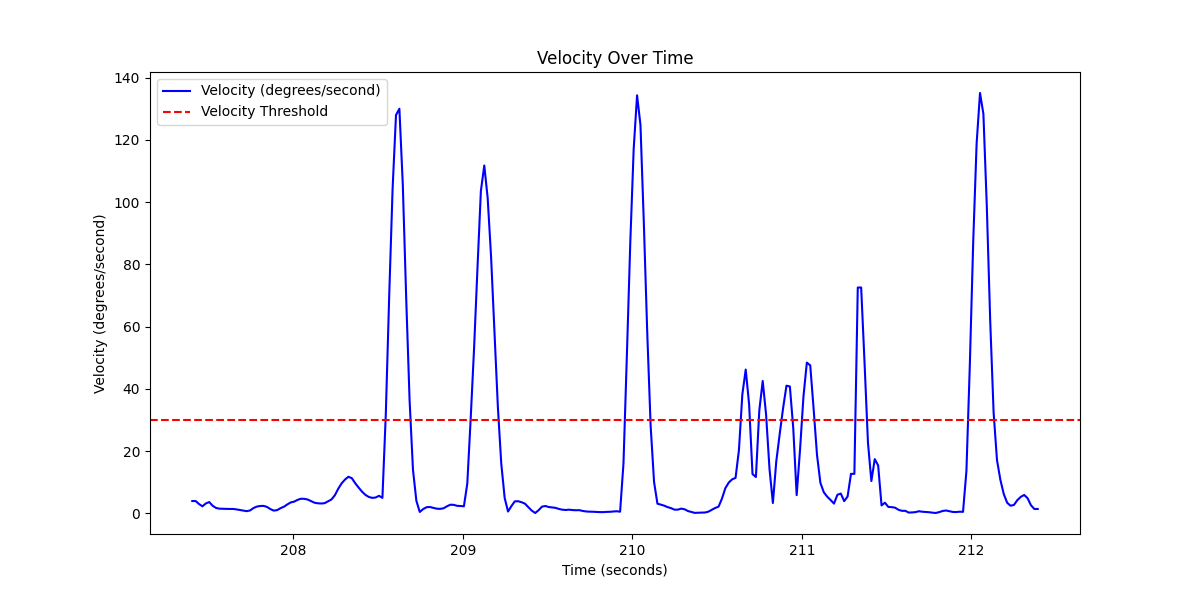 Velocity Over Time
Velocity (degrees/second)
Velocity Threshold
140
120
100
80
60
40
20
0
Velocity (degrees/second)
208
209
210
211
212
Time (seconds)